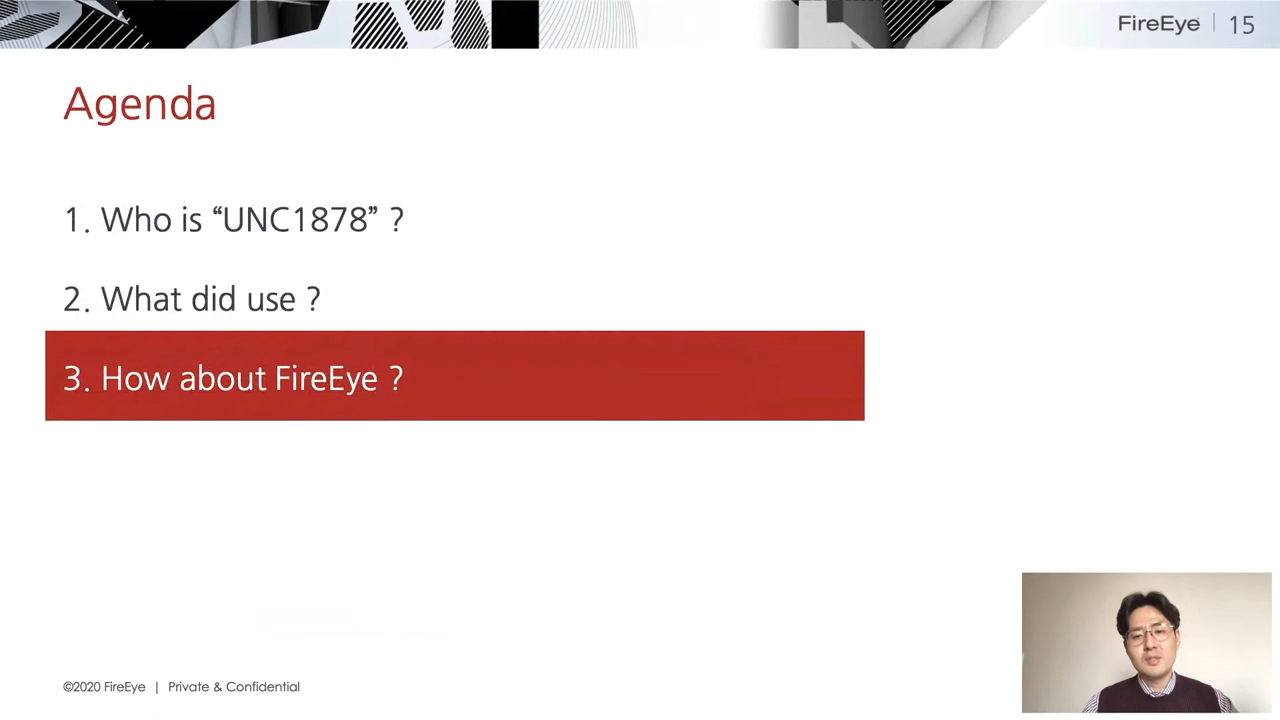 FireEye | 15
Agenda
1. Who is “UNC1878” ?
2. What did use ?
3. How about FireEye ?
©2020 FireEye | Private & Confidential